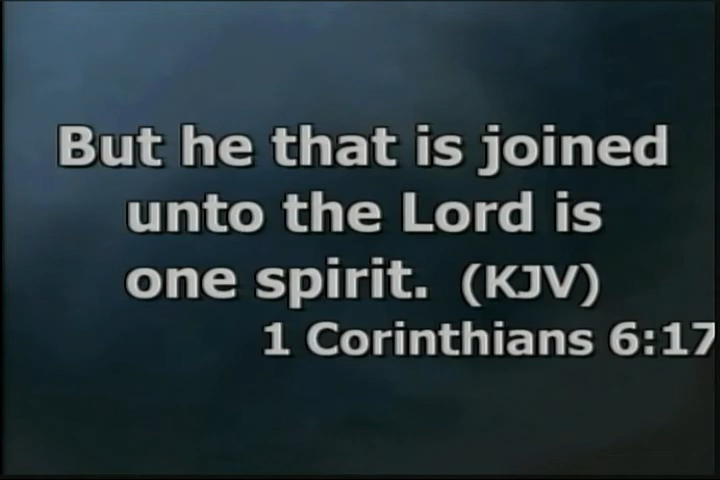 But he that is joined
unto the Lord is
one spirit. (KJV)
1 Corinthians 6:17